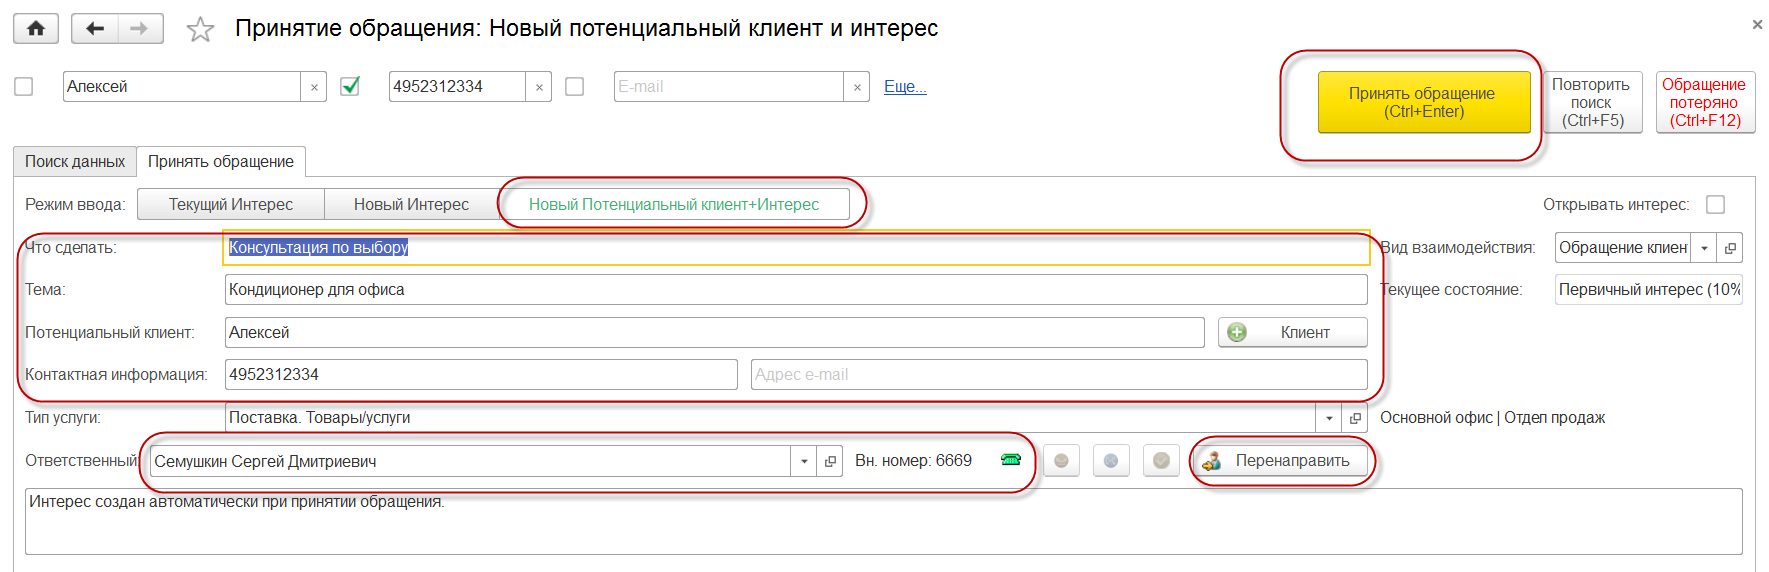 Принятие обращения: Новый потенциальный клиент и интерес
Алексей
4952312334
E-mail
Еще...
Принять обращение
(Ctrl+Enter)
Повторить
поиск
(Ctrl+F5)
Обращение
потеряно
(Ctrl+F12)
Поиск данных
Принять обращение
Режим ввода:
Текущий Интерес
Новый Интерес
Новый Потенциальный клиент+Интерес
Открывать интерес:
Что сделать:
Консультация по выбору
Вид взаимодействия:
Обращение клиен
Тема:
Кондиционер для офиса
Текущее состояние:
Первичный интерес (10%
Потенциальный клиент:
Алексей
Клиент
Контактная информация:
4952312334
Адрес e-mail
Тип услуги:
Поставка. Товары/услуги
Основной офис | Отдел продаж
Ответственный:
Семушкин Сергей Дмитриевич
Вн. номер: 6669
Перенаправить
Интерес создан автоматически при принятии обращения.